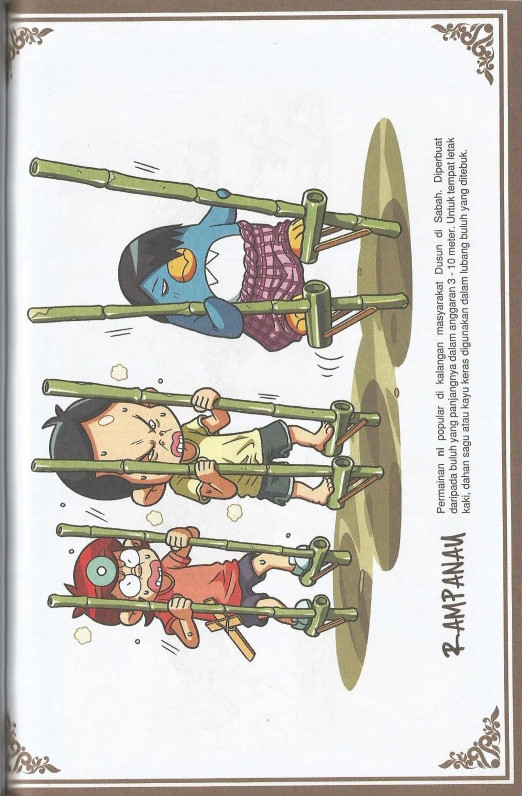 RAMPANAU
Permainan ni popular di kalangan masyarakat Dusun di Sabah. Diperbuat
daripada buluh yang panjangnya dalam anggaran 3 - 10 meter. Untuk tempat letak
kaki, dahan sagu atau kayu keras digunakan dalam lubang buluh yang ditebuk.